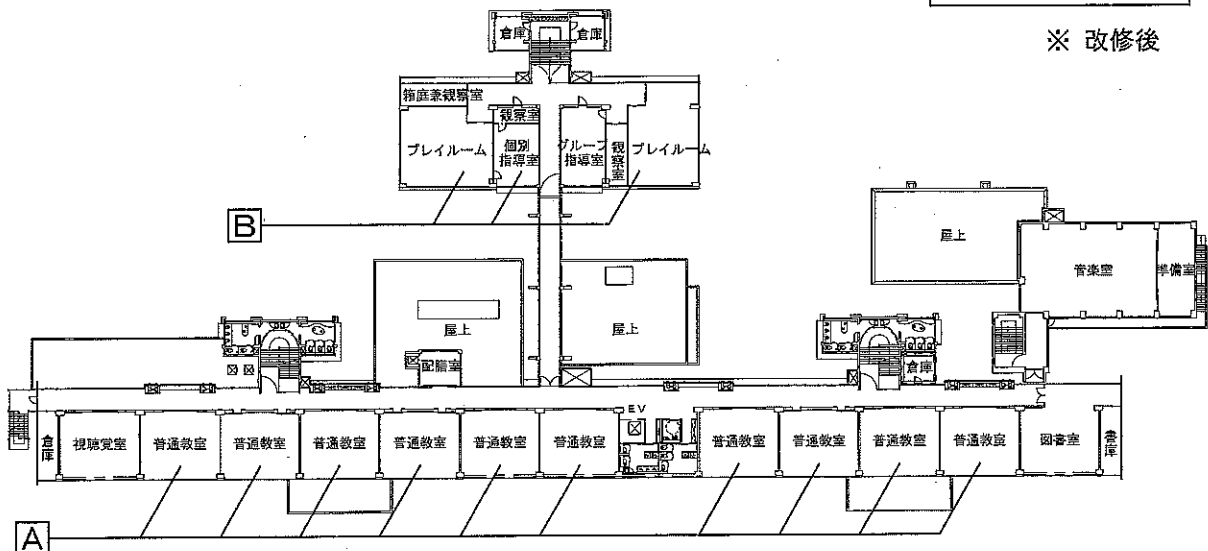 ※ 改修後
倉庫
倉庫
箱庭兼観察室
観察室
プレイルーム
個別
指導室
グループ
指導室
観察室
プレイルーム
B
屋上
管楽室
準備室
屋上
屋上
配膳室
倉庫
EV
倉庫
視聴覚室
普通教室
普通教室
普通教室
普通教室
普通教室
普通教室
普通教室
普通教室
普通教室
普通教室
図書室
書庫
A